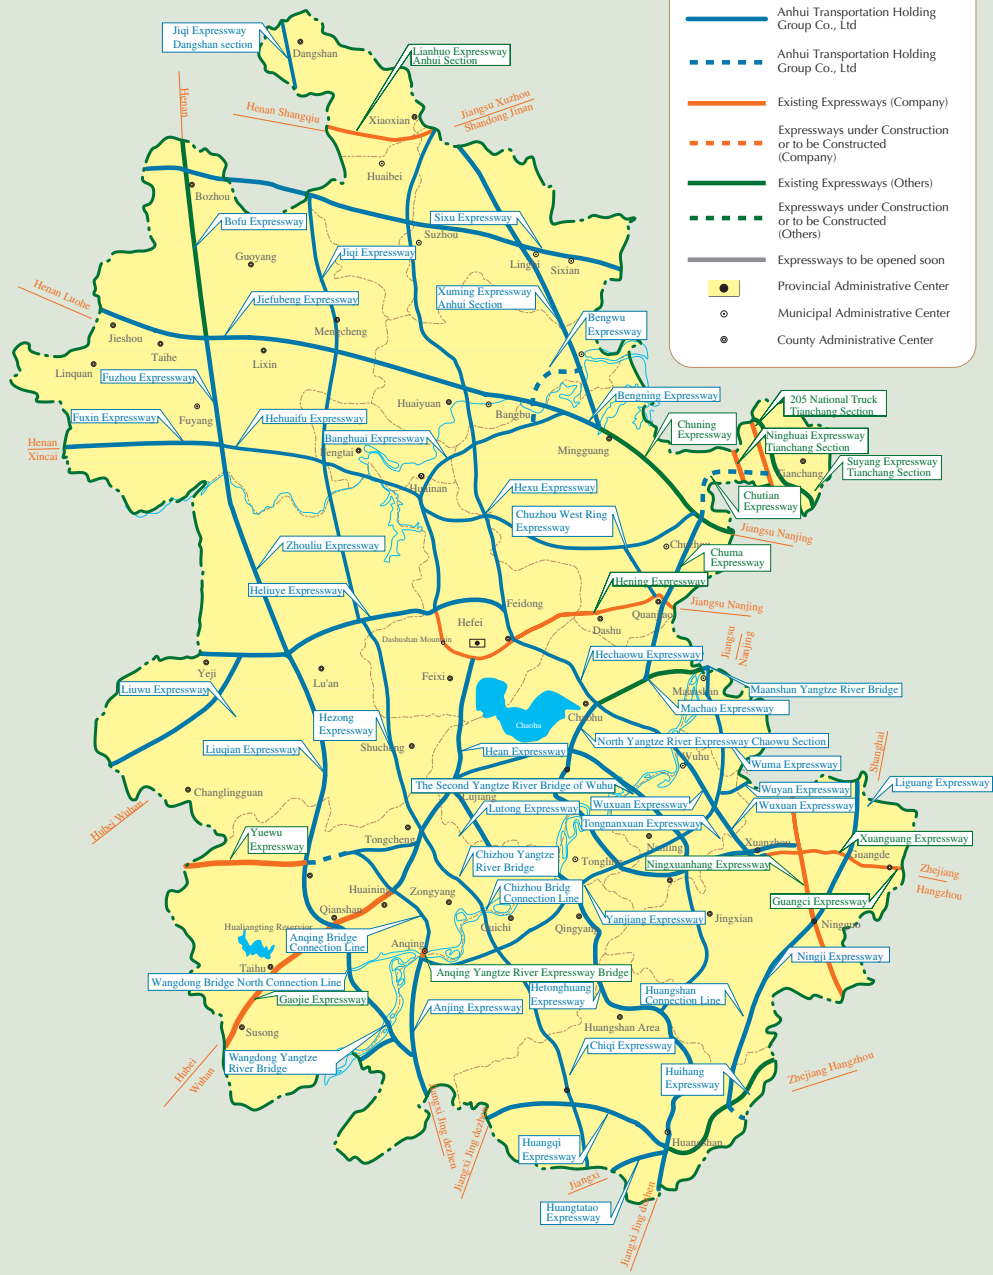 Anhui Transportation Holding
Group Co., Ltd
Anhui Transportation Holding
Group Co., Ltd
Existing Expressways (Company)
Expressways under Construction
or to be Constructed
(Company)
Existing Expressways (Others)
Expressways under Construction
or to be Constructed
(Others)
Expressways to be opened soon
Provincial Administrative Center
Municipal Administrative Center
County Administrative Center
Jiqi Expressway
Dangshan section
Dangshan
Lianhuo Expressway
Anhui Section
Henan
Henan Shangqiu
Xiaoxian
Jiangsu Xuzhou
Shandong Jinan
Huaibei
Bozhou
Bofu Expressway
Sixu Expressway
Suzhou
Guoyang
Jiqi Expressway
Lingbi
Sixian
Henan Luohe
Jiefubeng Expressway
Xuming Expressway
Anhui Section
Mengcheng
Bengwu
Expressway
Jieshou
Taihe
Lixin
Linquan
Fuzhou Expressway
Bengning Expressway
205 National Truck
Tianchang Section
Fuyang
Huaiyuan
Bangbu
Fuxin Expressway
Hehuaifu Expressway
Chuning
Expressway
Ninghuai Expressway
Tianchang Section
Henan
Xincai
Banghuai Expressway
Fengtai
Mingguang
Suyang Expressway
Tianchang Section
Tianchang
Huainan
Hexu Expressway
Chutian
Expressway
Chuzhou West Ring
Expressway
Jiangsu Nanjing
Zhouliu Expressway
Chuzhou
Chuma
Expressway
Heliuye Expressway
Hening Expressway
Feidong
Quanjiao
Jiangsu Nanjing
Hefei
Dashu
Dashushan Mountain
Jiangsu
Nanjing
Yeji
Lu'an
Feixi
Hechaowu Expressway
Liuwu Expressway
Maanshan
Maanshan Yangtze River Bridge
Machao Expressway
Hezong
Expressway
Chaohu
Chaohu
Liuqian Expressway
Shucheng
Hean Expressway
North Yangtze River Expressway Chaowu Section
Shanghai
Wuhu
Wuma Expressway
Changlingguan
The Second Yangtze River Bridge of Wuhu
Wuyan Expressway
Liguang Expressway
Lujiang
Wuxuan Expressway
Wuxuan Expressway
Hubei Wuhan
Lutong Expressway
Yuewu
Expressway
Tongcheng
Tongnanxuan Expressway
Nanling
Xuanzhou
Xuanguang Expressway
Guangde
Chizhou Yangtze
River Bridge
Tongling
Ningxuanhang Expressway
Zhejiang
Hangzhou
Huaining
Zongyang
Chizhou Bridg
Connection Line
Guangci Expressway
Qianshan
Guichi
Qingyang
Yanjiang Expressway
Jingxian
Ningguo
Hualiangting Reservior
Anqing Bridge
Connection Line
Anqing
Ningji Expressway
Taihu
Anqing Yangtze River Expressway Bridge
Wangdong Bridge North Connection Line
Hetonghuang
Expressway
Huangshan
Connection Line
Gaojie Expressway
Anjing Expressway
Susong
Huangshan Area
Wangdong Yangtze
River Bridge
Chiqi Expressway
Hubei
Wuhan
Huihang
Expressway
Zhejiang Hangzhou
Jiangxi Jing dezhen
Jiangxi Jing dezhen
Huangqi
Expressway
Huangshan
Jiangxi
Huangtatao
Expressway
Jiangxi Jing dezhen